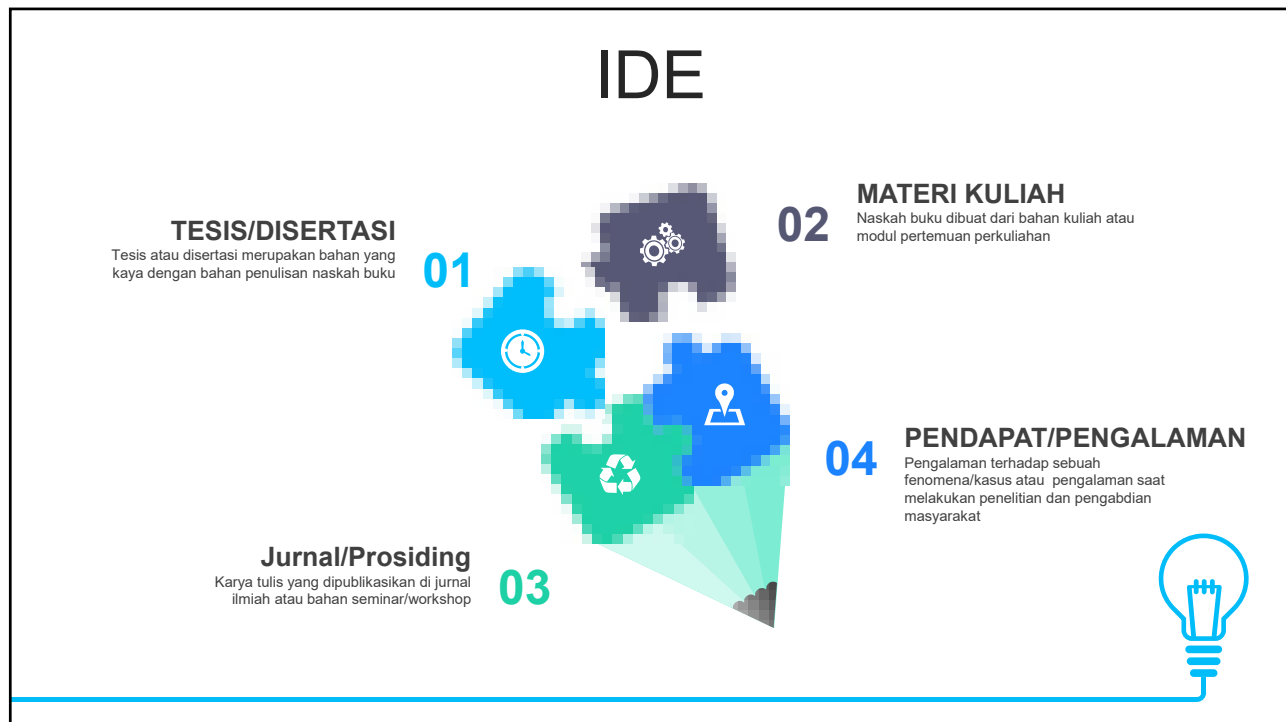 IDE
TESIS/DISERTASI
Tesis atau disertasi merupakan bahan yang
kaya dengan bahan penulisan naskah buku
01
02
MATERI KULIAH
Naskah buku dibuat dari bahan kuliah atau
modul pertemuan perkuliahan
Jurnal/Prosiding
Karya tulis yang dipublikasikan di jurnal
ilmiah atau bahan seminar/workshop
03
04
PENDAPAT/PENGALAMAN
Pengalaman terhadap sebuah
fenomena/kasus atau pengalaman saat
melakukan penelitian dan pengabdian
masyarakat